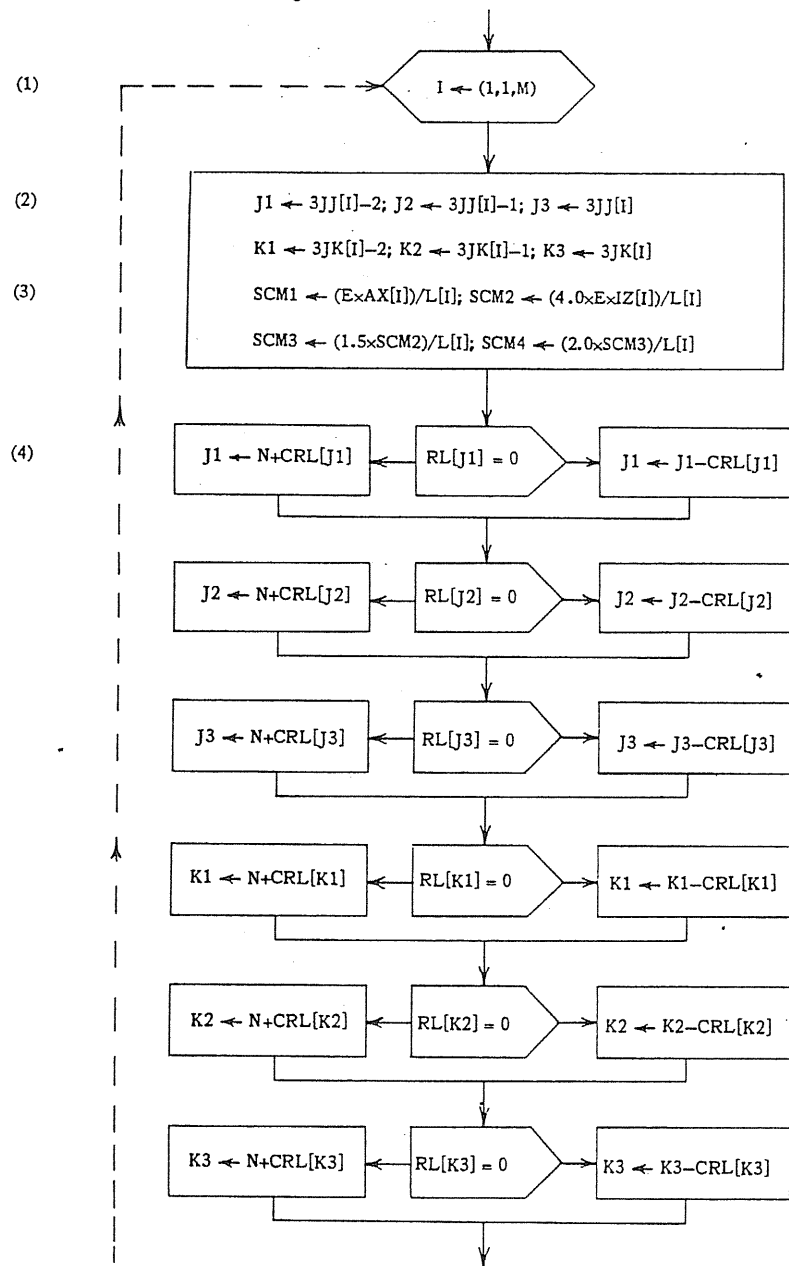 (1) I ← (1,1,M)
(2) J1 ← 3JJ[I]−2; J2 ← 3JJ[I]−1; J3 ← 3JJ[I]
K1 ← 3JK[I]−2; K2 ← 3JK[I]−1; K3 ← 3JK[I]
(3) SCM1 ← (E×AX[I])/L[I]; SCM2 ← (4.0×E×IZ[I])/L[I]
SCM3 ← (1.5×SCM2)/L[I]; SCM4 ← (2.0×SCM3)/L[I]
(4) J1 ← N+CRL[J1] RL[J1] = 0 J1 ← J1−CRL[J1]
J2 ← N+CRL[J2] RL[J2] = 0 J2 ← J2−CRL[J2]
J3 ← N+CRL[J3] RL[J3] = 0 J3 ← J3−CRL[J3]
K1 ← N+CRL[K1] RL[K1] = 0 K1 ← K1−CRL[K1]
K2 ← N+CRL[K2] RL[K2] = 0 K2 ← K2−CRL[K2]
K3 ← N+CRL[K3] RL[K3] = 0 K3 ← K3−CRL[K3]